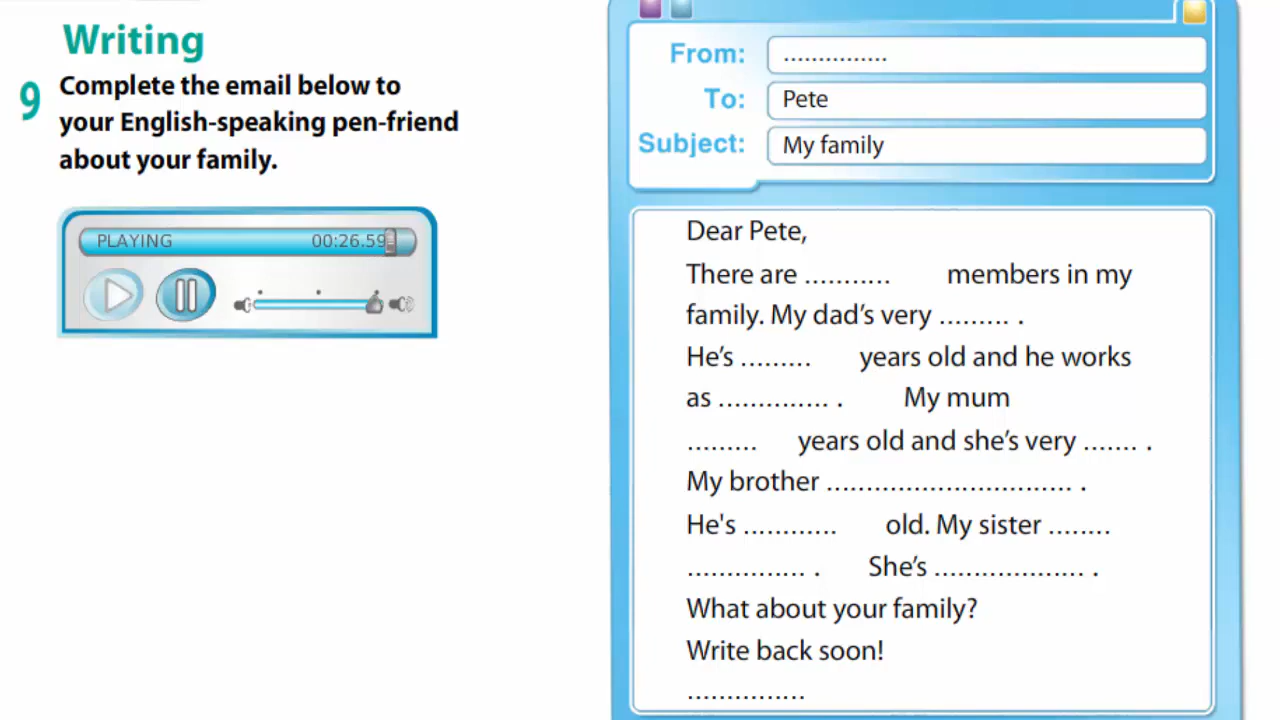 Writing
9
Complete the email below to
your English-speaking pen-friend
about your family.
PLAYING 00:26.59
From: ...............
To: Pete
Subject: My family
Dear Pete,
There are ........... members in my
family. My dad's very ......... .
He's ......... years old and he works
as .............. . My mum
......... years old and she's very ....... .
My brother ............................... .
He's ............ old. My sister ........
............... . She's ................... .
What about your family?
Write back soon!
...............